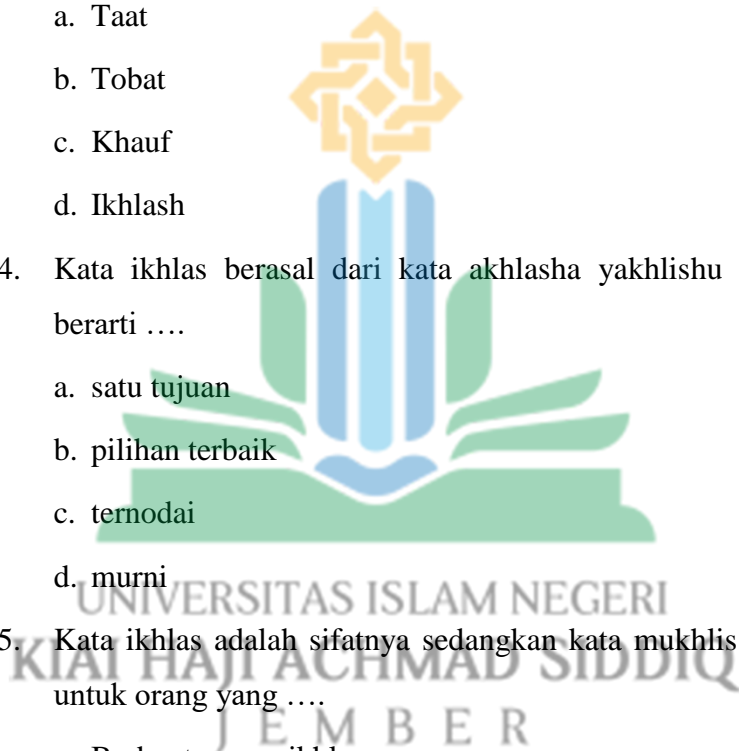 a. Taat
b. Tobat
c. Khauf
d. Ikhlash
4. Kata ikhlas berasal dari kata akhlasha yakhlishu
berarti ….
a. satu tujuan
b. pilihan terbaik
c. ternodai
d. murni
UNIVERSITAS ISLAM NEGERI
5. Kata ikhlas adalah sifatnya sedangkan kata mukhlis
KIAI HAJI ACHMAD SIDDIQ
untuk orang yang ….
J E M B E R